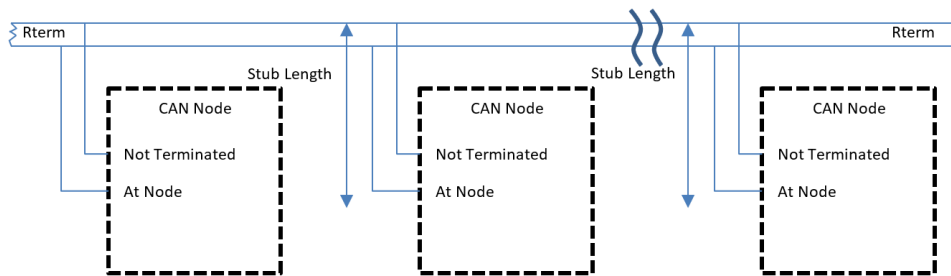 Rterm
Rterm
Stub Length
Stub Length
CAN Node
CAN Node
CAN Node
Not Terminated
Not Terminated
Not Terminated
At Node
At Node
At Node